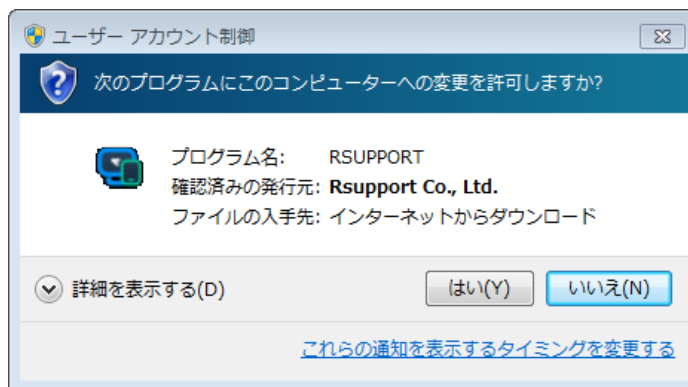 ユーザー アカウント制御
次のプログラムにこのコンピューターへの変更を許可しますか?
プログラム名: RSUPPORT
確認済みの発行元: Rsupport Co., Ltd.
ファイルの入手先: インターネットからダウンロード
詳細を表示する(D) はい(Y) いいえ(N)
これらの通知を表示するタイミングを変更する